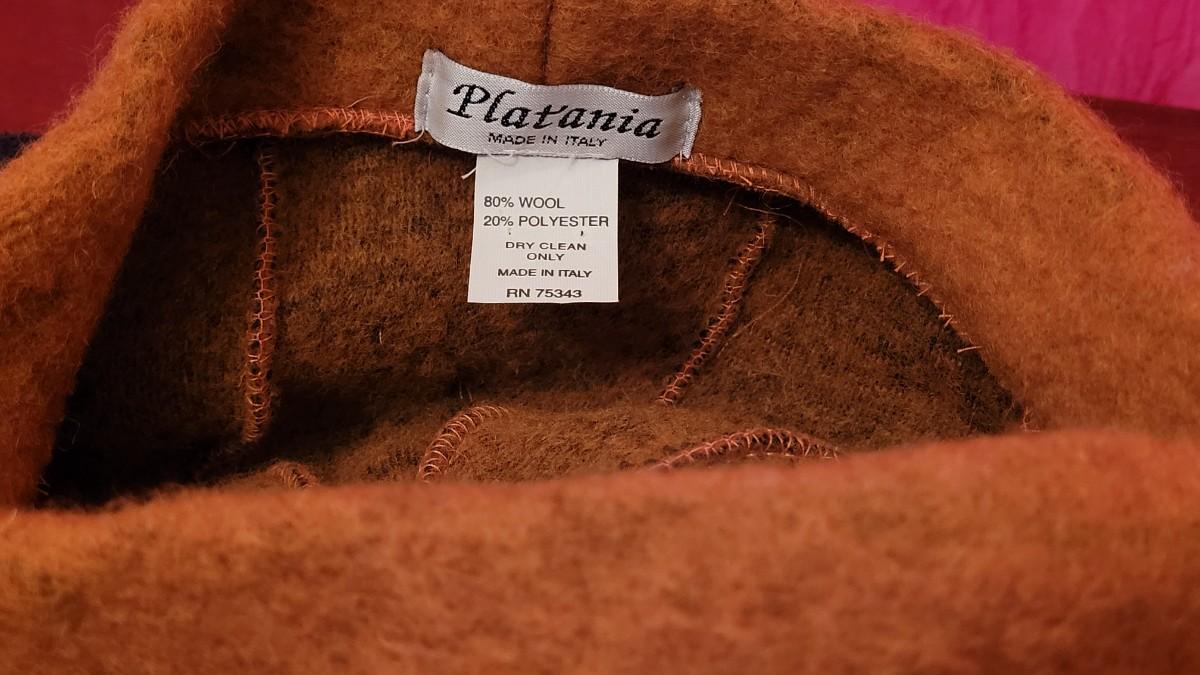 Platania
MADE IN ITALY
80% WOOL
20% POLYESTER
DRY CLEAN
ONLY
MADE IN ITALY
RN 75343